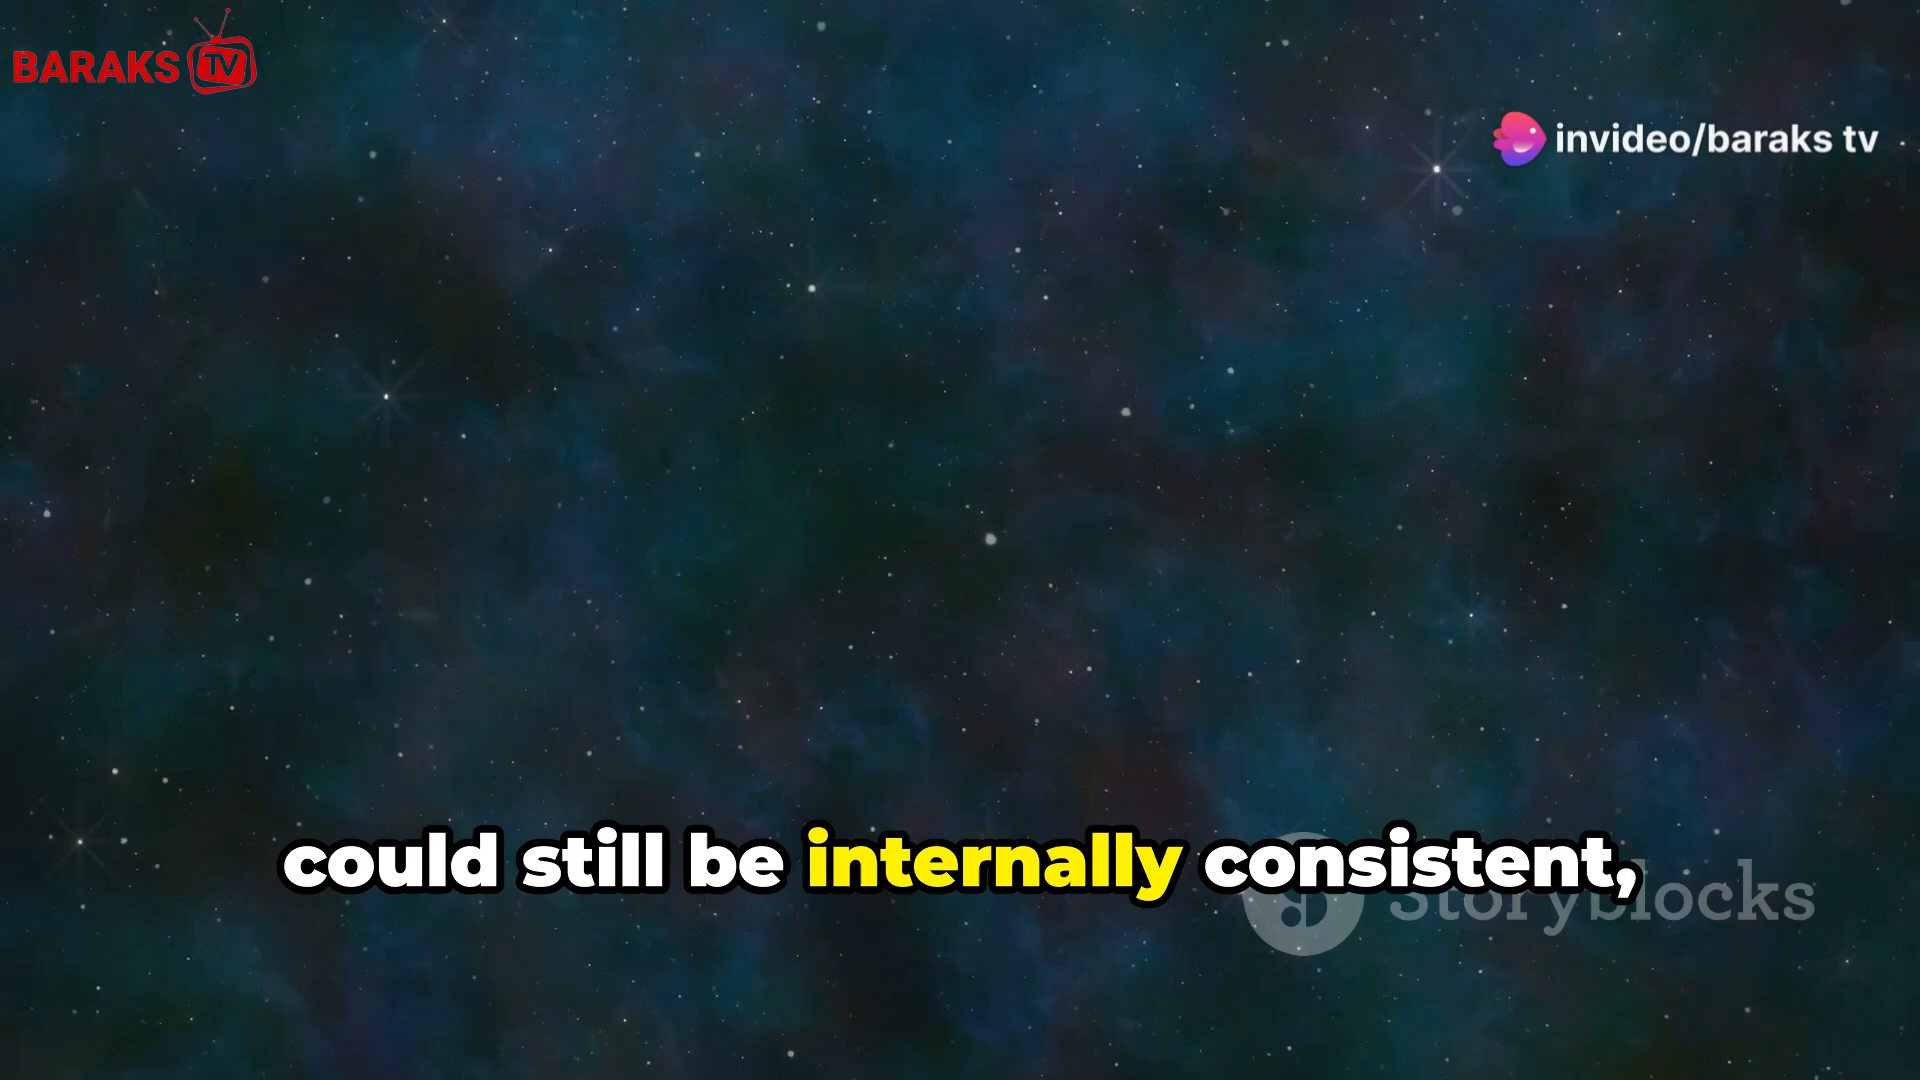 BARAKS TV
invideo/baraks tv
could still be internally consistent,
Storyblocks